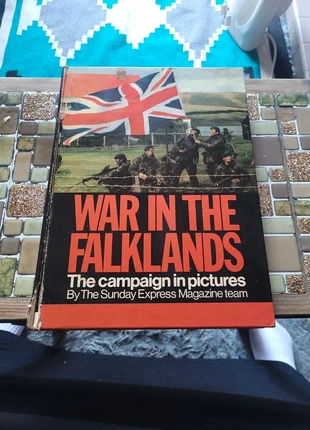 WAR IN THE
FALKLANDS
The campaign in pictures
By The Sunday Express Magazine team